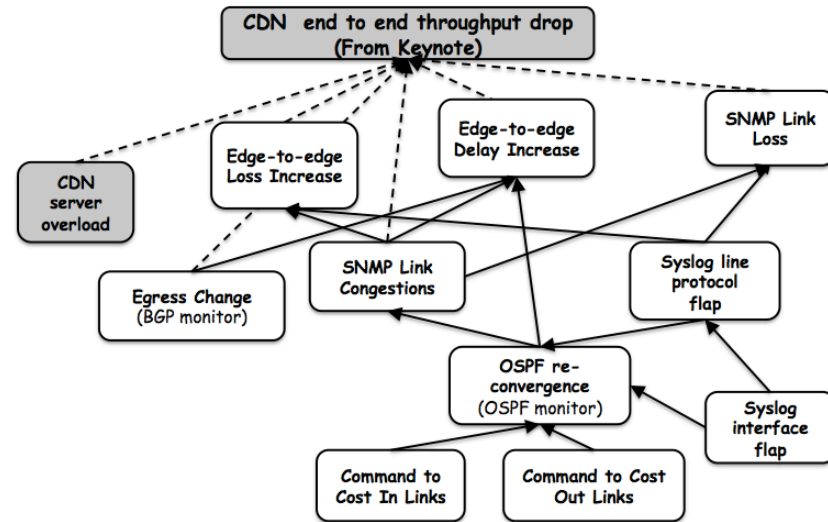 CDN end to end throughput drop
(From Keynote)
Edge-to-edge
Loss Increase
Edge-to-edge
Delay Increase
SNMP Link
Loss
CDN
server
overload
Egress Change
(BGP monitor)
SNMP Link
Congestions
Syslog line
protocol
flap
OSPF re-
convergence
(OSPF monitor)
Syslog
interface
flap
Command to
Cost In Links
Command to Cost
Out Links